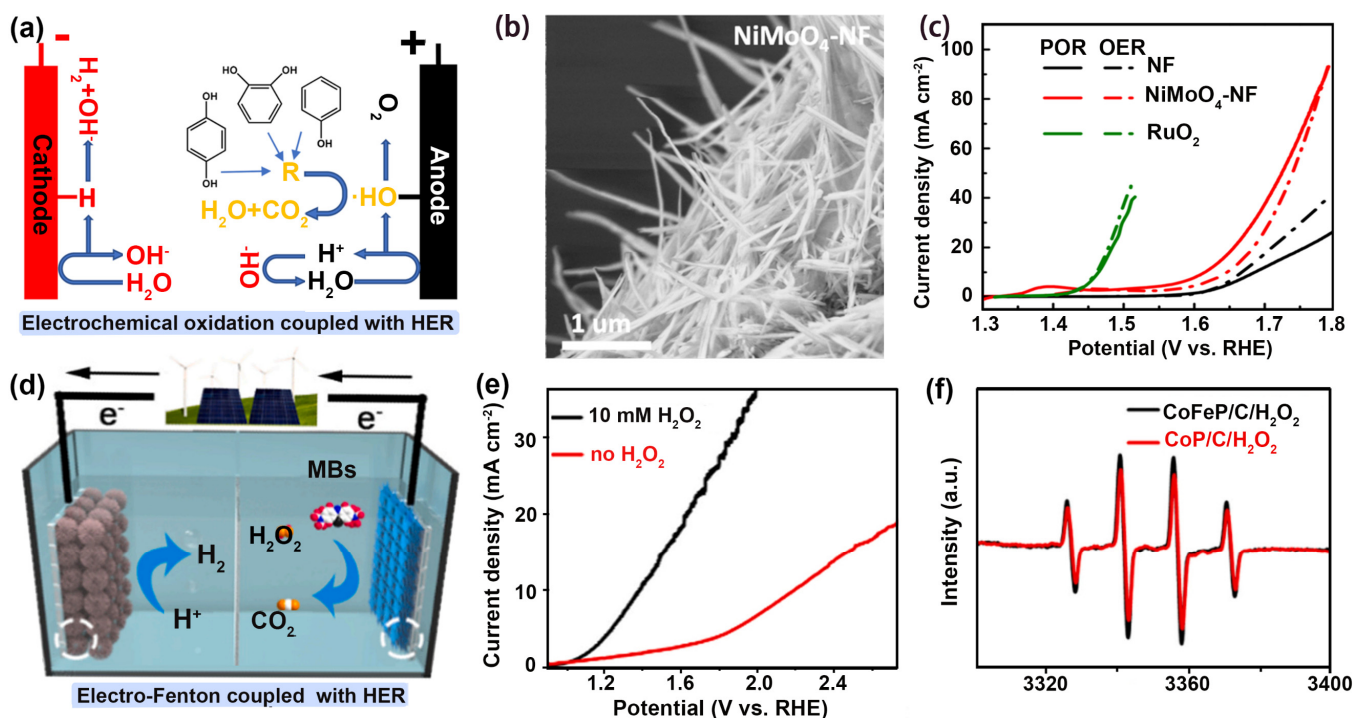 (a)
-
+
H₂+OH⁻
H
OH⁻
H₂O
Cathode
OH
HO
OH
OH
OH
R
H₂O+CO₂
·HO
O₂
H⁺
H₂O
·HO
Anode
Electrochemical oxidation coupled with HER
(b)
NiMoO₄-NF
1 um
(c)
POR OER
NF
NiMoO₄-NF
RuO₂
Current density (mA cm⁻²)
100
80
60
40
20
0
1.3 1.4 1.5 1.6 1.7 1.8
Potential (V vs. RHE)
(d)
e⁻ e⁻
MBs
H₂O₂
H₂
H⁺
CO₂
Electro-Fenton coupled with HER
(e)
10 mM H₂O₂
no H₂O₂
Current density (mA cm⁻²)
30
20
10
0
1.2 1.6 2.0 2.4
Potential (V vs. RHE)
(f)
CoFeP/C/H₂O₂
CoP/C/H₂O₂
Intensity (a.u.)
3320 3360 3400